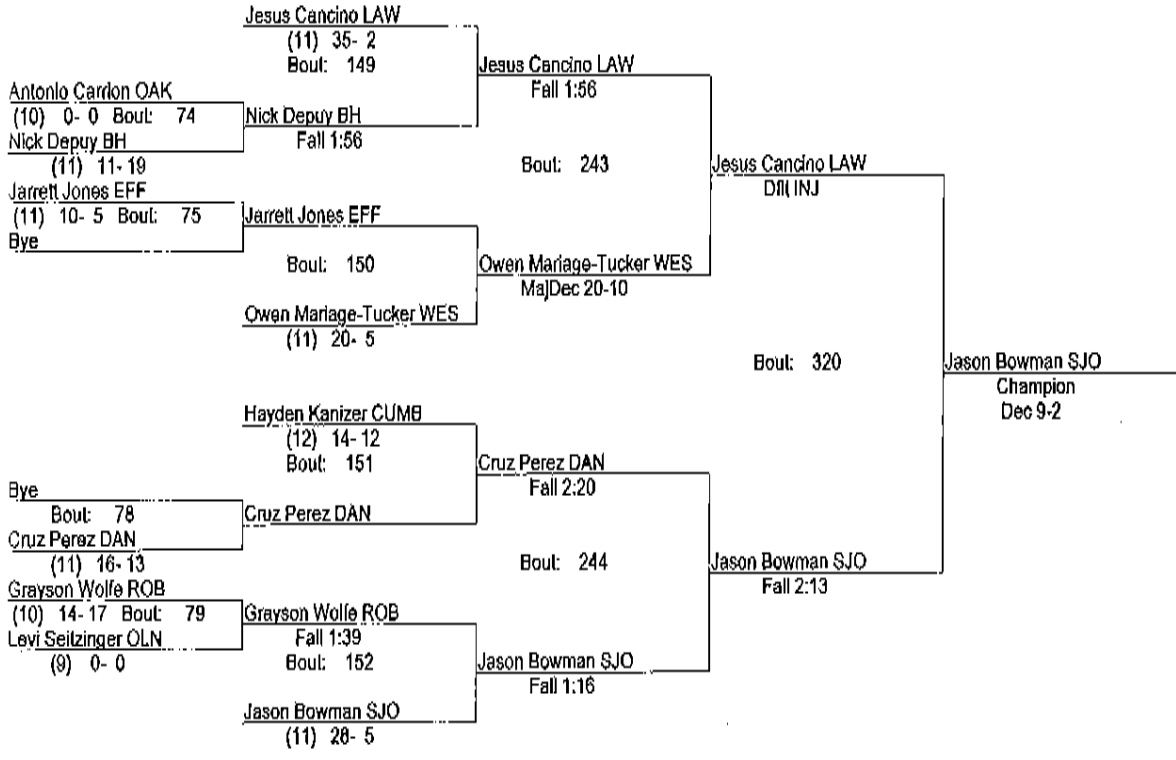 Jesus Cancino LAW
(11) 35- 2
Bout: 149
Jesus Cancino LAW
Fall 1:56
Antonio Carrion OAK
(10) 0- 0 Bout: 74
Nick Depuy BH
Fall 1:56
Nick Depuy BH
(11) 11-19
Bout: 243
Jesus Cancino LAW
Dflt INJ
Jarrett Jones EFF
(11) 10- 5 Bout: 75
Jarrett Jones EFF
Bye
Bout: 150
Owen Mariage-Tucker WES
MajDec 20-10
Owen Mariage-Tucker WES
(11) 20- 5
Bout: 320
Jason Bowman SJO
Champion
Dec 9-2
Hayden Kanizer CUMB
(12) 14-12
Bout: 151
Cruz Perez DAN
Fall 2:20
Bye
Bout: 78
Cruz Perez DAN
Cruz Perez DAN
(11) 16-13
Bout: 244
Jason Bowman SJO
Fall 2:13
Grayson Wolfe ROB
(10) 14-17 Bout: 79
Grayson Wolfe ROB
Fall 1:39
Levi Seitzinger OLN
(9) 0- 0
Bout: 152
Jason Bowman SJO
Fall 1:16
Jason Bowman SJO
(11) 28- 5